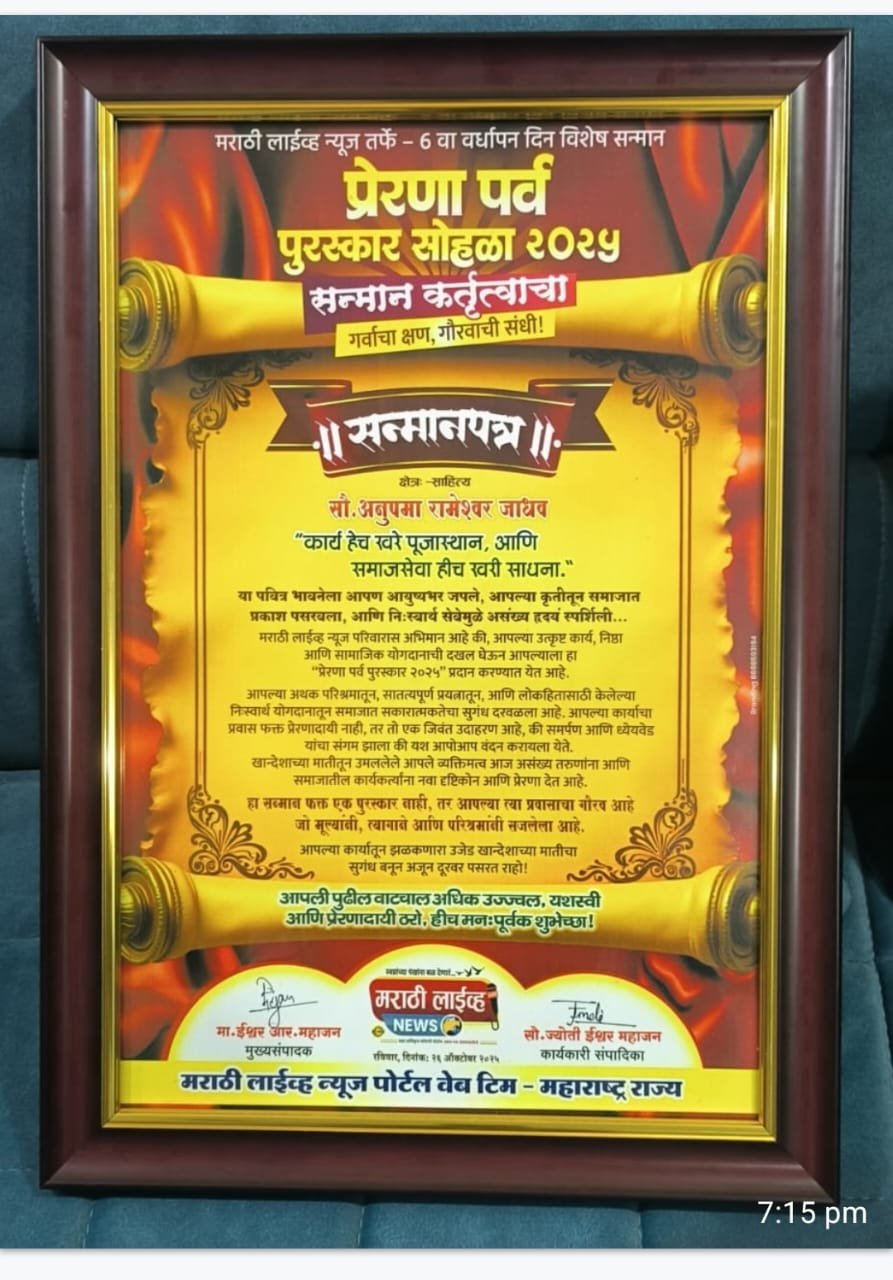 मराठी लाईव्ह न्यूज तर्फे – 6 वा वर्धापन दिन विशेष सन्मान
प्रेरणा पर्व
पुरस्कार सोहळा २०२५
सन्मान कर्तृत्वाचा
गर्वाचा क्षण, गौरवाची संधी!
॥ सन्मानपत्र ॥
क्षेत्रः -साहित्य
सौ.अनुपमा रामेश्वर जाधव
"कार्य हेच खरे पूजास्थान, आणि
समाजसेवा हीच खरी साधना."
या पवित्र भावनेला आपण आयुष्यभर जपले, आपल्या कृतीतून समाजात
प्रकाश पसरवला, आणि निःस्वार्थ सेवेमुळे असंख्य हृदयं स्पर्शिली...
मराठी लाईव्ह न्यूज परिवारास अभिमान आहे की, आपल्या उत्कृष्ट कार्य, निष्ठा
आणि सामाजिक योगदानाची दखल घेऊन आपल्याला हा
"प्रेरणा पर्व पुरस्कार २०२५" प्रदान करण्यात येत आहे.
आपल्या अथक परिश्रमातून, सातत्यपूर्ण प्रयत्नातून, आणि लोकहितासाठी केलेल्या
निःस्वार्थ योगदानातून समाजात सकारात्मकतेचा सुगंध दरवळला आहे. आपल्या कार्याचा
प्रवास फक्त प्रेरणादायी नाही, तर तो एक जिवंत उदाहरण आहे, की समर्पण आणि ध्येयवेड
यांचा संगम झाला की यश आपोआप वंदन करायला येते.
खान्देशाच्या मातीतून उमललेले आपले व्यक्तिमत्व आज असंख्य तरुणांना आणि
समाजातील कार्यकर्त्यांना नवा दृष्टिकोन आणि प्रेरणा देत आहे.
हा सन्मान फक्त एक पुरस्कार नाही, तर आपल्या त्या प्रवासाचा गौरव आहे
जो मूल्यांनी, त्यागाने आणि परिश्रमांनी सजलेला आहे.
आपल्या कार्यातून झळकणारा उजेड खान्देशाच्या मातीचा
सुगंध बनून अजून दूरवर पसरत राहो!
आपली पुढील वाटचाल अधिक उज्ज्वल, यशस्वी
आणि प्रेरणादायी ठरो, हीच मनःपूर्वक शुभेच्छा!
स्वप्नांच्या पंखांना बळ देणारं...
मराठी लाईव्ह
NEWS
मा.ईश्वर आर.महाजन
मुख्यसंपादक
रविवार, दिनांक: २६ ऑक्टोबर २०२५
सौ.ज्योती ईश्वर महाजन
कार्यकारी संपादिका
मराठी लाईव्ह न्यूज पोर्टल वेब टिम – महाराष्ट्र राज्य
7:15 pm